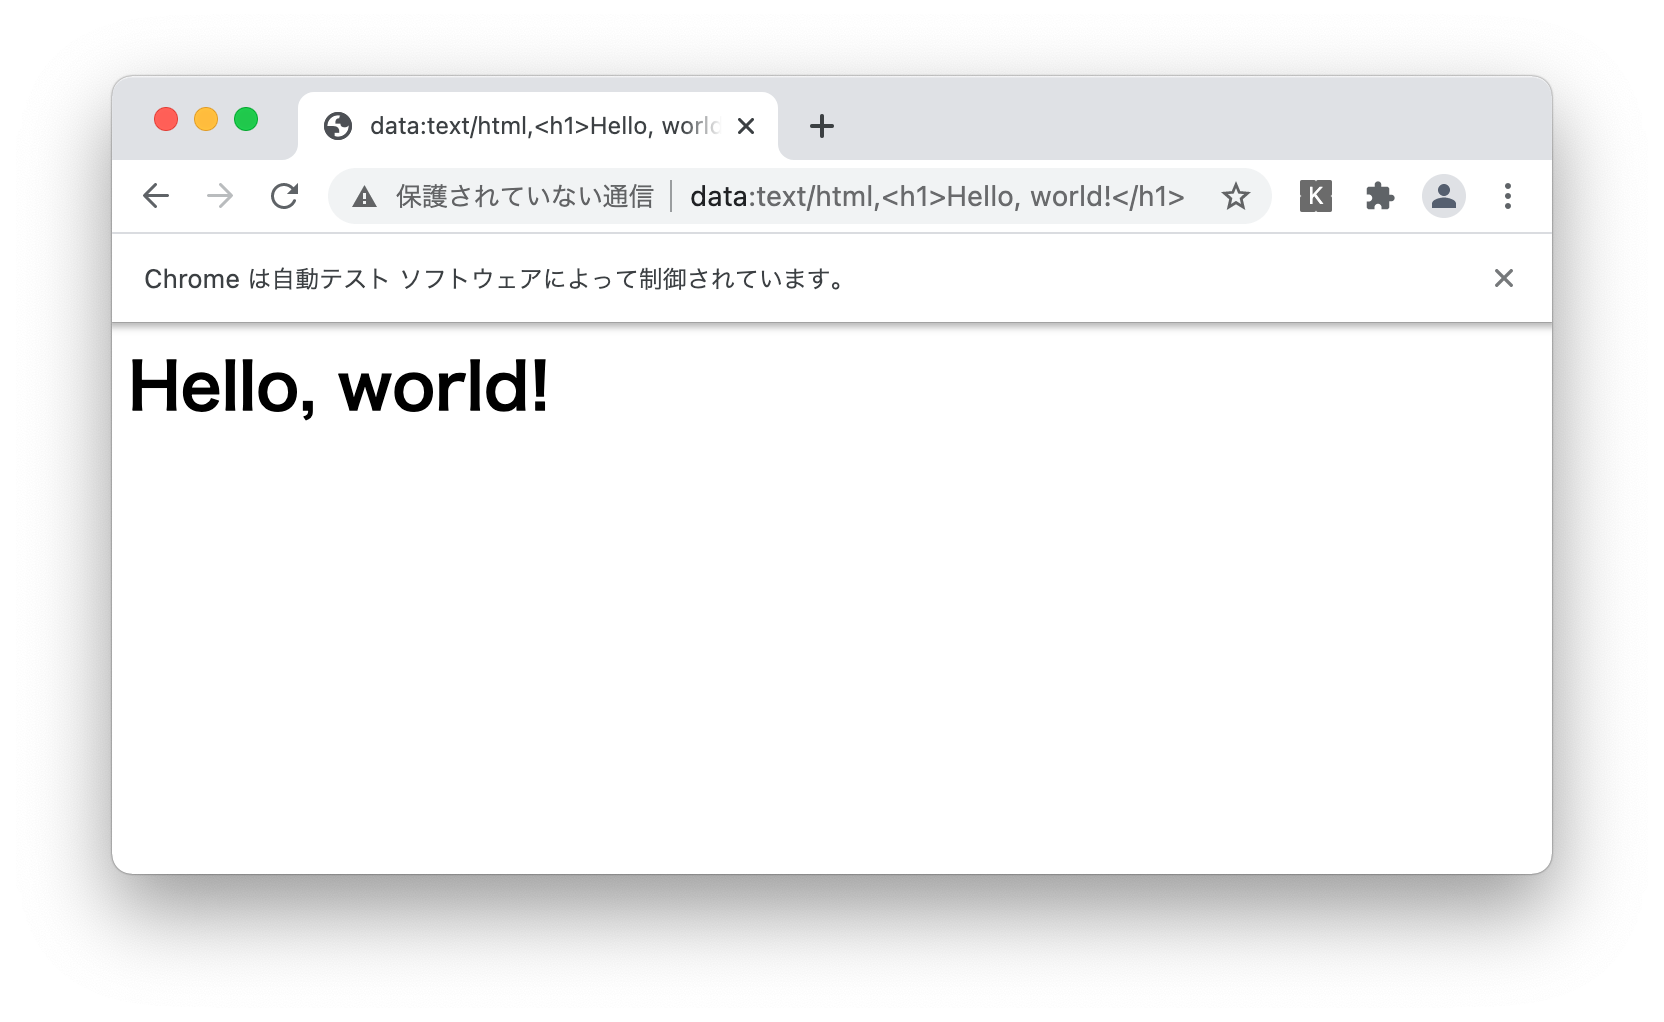 data:text/html,<h1>Hello, world
保護されていない通信 data:text/html,<h1>Hello, world!</h1> K
Chrome は自動テスト ソフトウェアによって制御されています。
Hello, world!